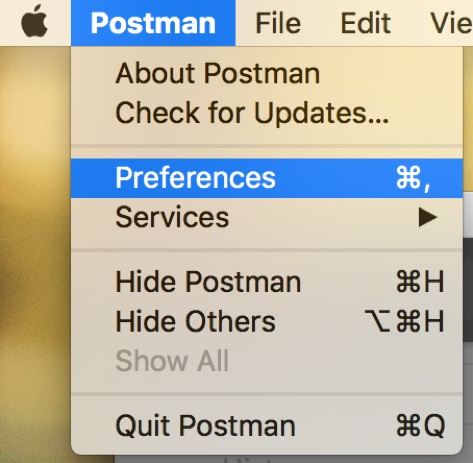 Postman File Edit Vie
About Postman
Check for Updates...
Preferences ⌘,
Services ▶
Hide Postman ⌘H
Hide Others ⌥⌘H
Show All
Quit Postman ⌘Q